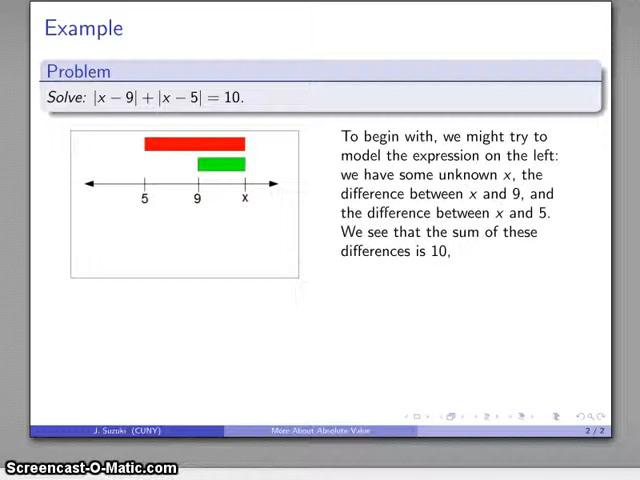 Example
Problem
Solve: |x − 9| + |x − 5| = 10.
To begin with, we might try to
model the expression on the left:
we have some unknown x, the
difference between x and 9, and
the difference between x and 5.
We see that the sum of these
differences is 10,
5 9 x
J. Suzuki (CUNY) More About Absolute Value 2 / 2
Screencast-O-Matic.com